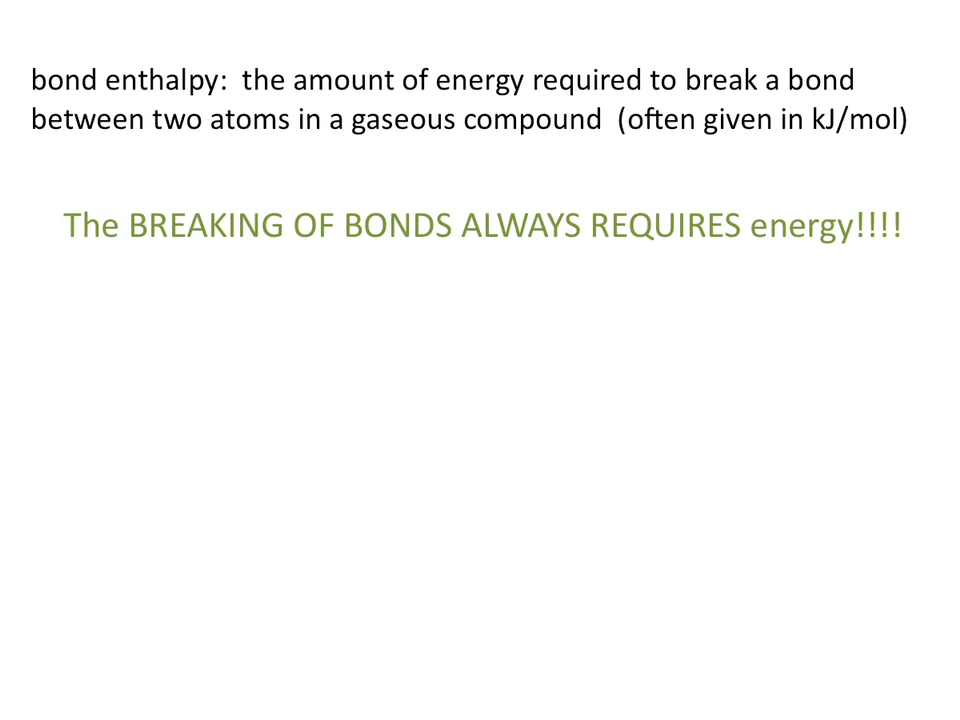 bond enthalpy:  the amount of energy required to break a bond
between two atoms in a gaseous compound  (often given in kJ/mol)
The BREAKING OF BONDS ALWAYS REQUIRES energy!!!!